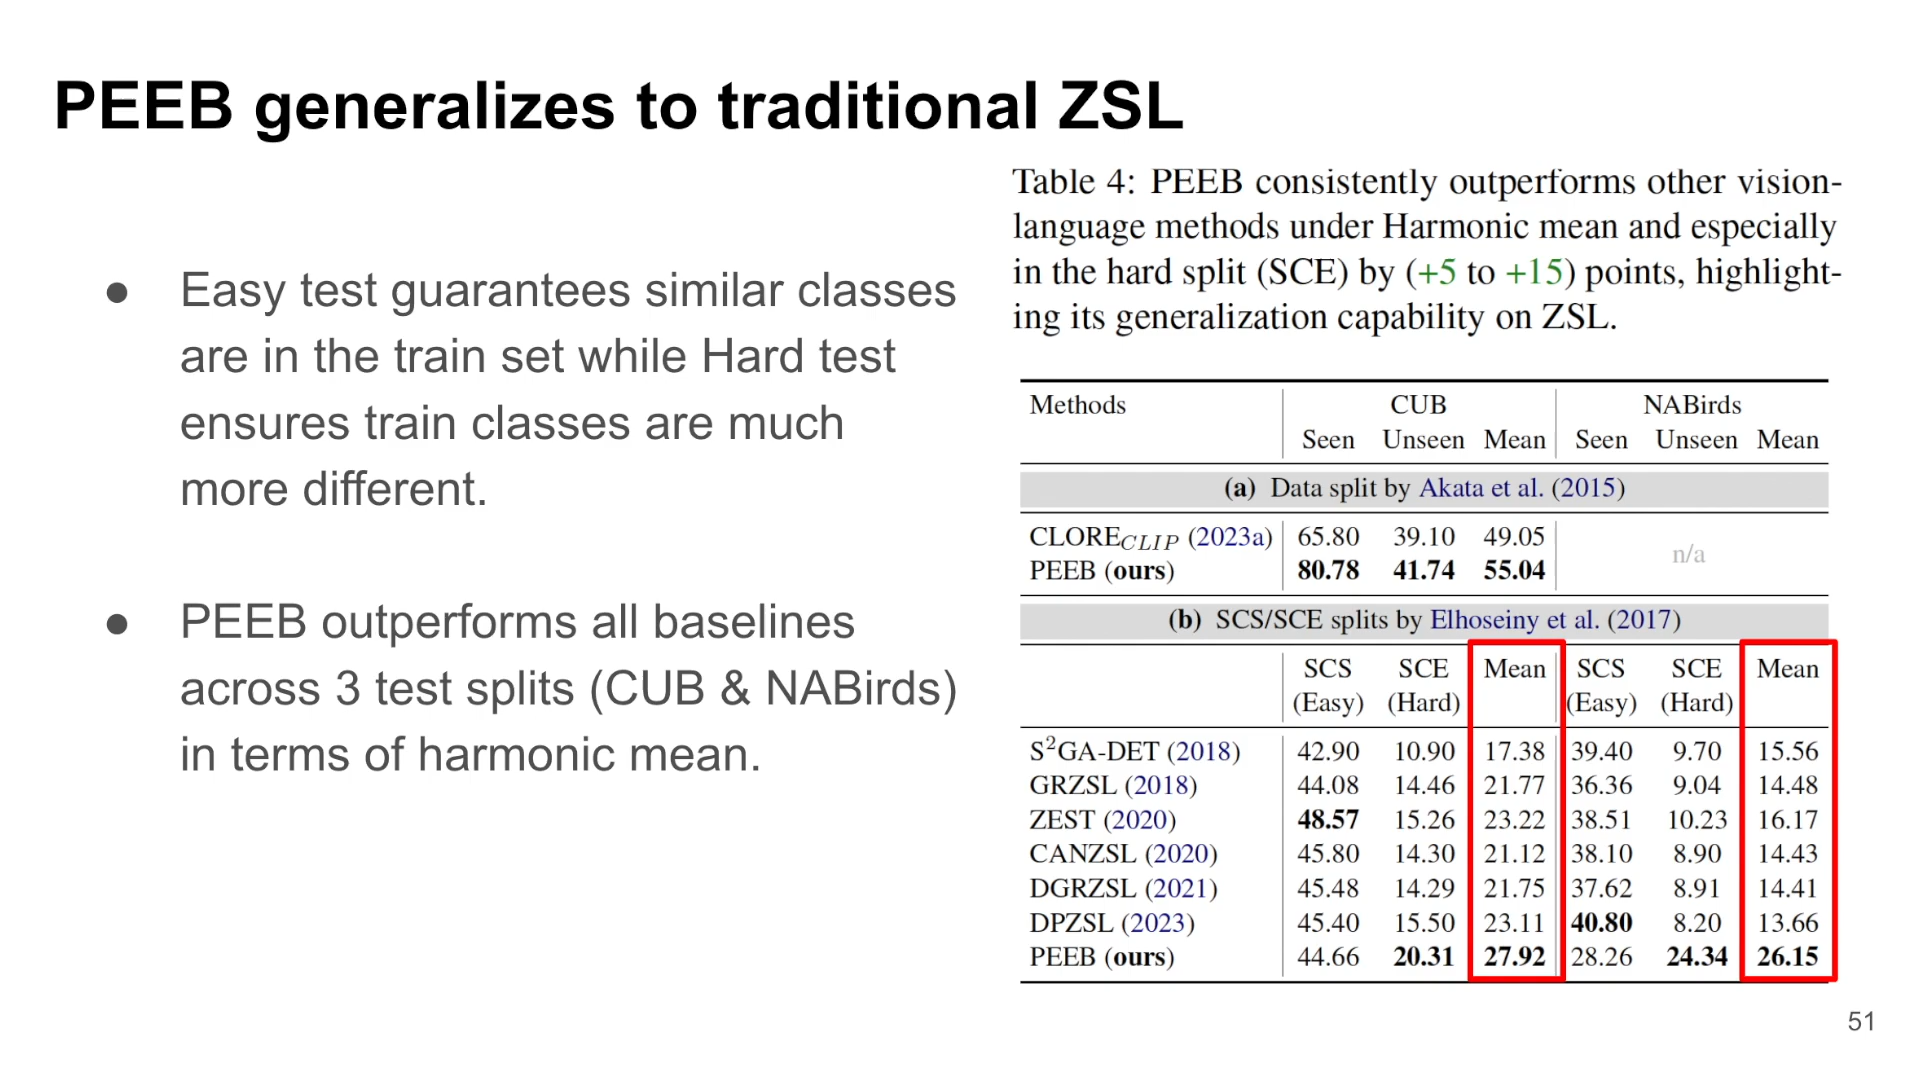 PEEB generalizes to traditional ZSL
● Easy test guarantees similar classes
are in the train set while Hard test
ensures train classes are much
more different.
● PEEB outperforms all baselines
across 3 test splits (CUB & NABirds)
in terms of harmonic mean.
Table 4: PEEB consistently outperforms other vision-
language methods under Harmonic mean and especially
in the hard split (SCE) by (+5 to +15) points, highlight-
ing its generalization capability on ZSL.
Methods CUB NABirds
Seen Unseen Mean Seen Unseen Mean
(a) Data split by Akata et al. (2015)
CLORE_CLIP (2023a) 65.80 39.10 49.05
n/a
PEEB (ours) 80.78 41.74 55.04
(b) SCS/SCE splits by Elhoseiny et al. (2017)
SCS SCE Mean SCS SCE Mean
(Easy) (Hard) (Easy) (Hard)
S²GA-DET (2018) 42.90 10.90 17.38 39.40 9.70 15.56
GRZSL (2018) 44.08 14.46 21.77 36.36 9.04 14.48
ZEST (2020) 48.57 15.26 23.22 38.51 10.23 16.17
CANZSL (2020) 45.80 14.30 21.12 38.10 8.90 14.43
DGRZSL (2021) 45.48 14.29 21.75 37.62 8.91 14.41
DPZSL (2023) 45.40 15.50 23.11 40.80 8.20 13.66
PEEB (ours) 44.66 20.31 27.92 28.26 24.34 26.15
51